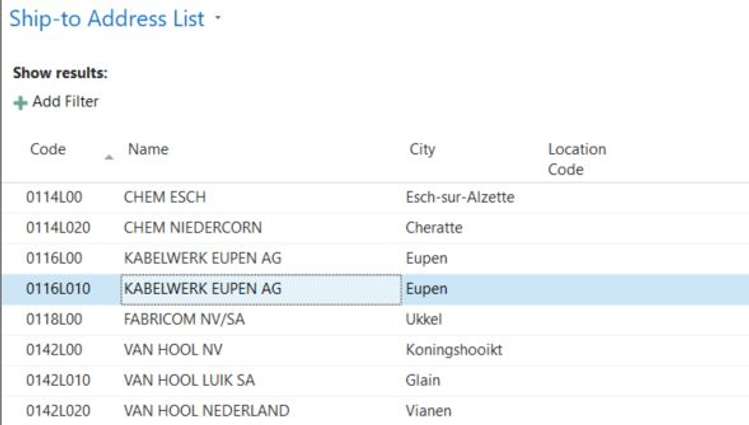 Ship-to Address List
Show results:
Add Filter
Code Name City Location Code
0114L00 CHEM ESCH Esch-sur-Alzette
0114L020 CHEM NIEDERCORN Cheratte
0116L00 KABELWERK EUPEN AG Eupen
0116L010 KABELWERK EUPEN AG Eupen
0118L00 FABRICOM NV/SA Ukkel
0142L00 VAN HOOL NV Koningshooikt
0142L010 VAN HOOL LUIK SA Glain
0142L020 VAN HOOL NEDERLAND Vianen